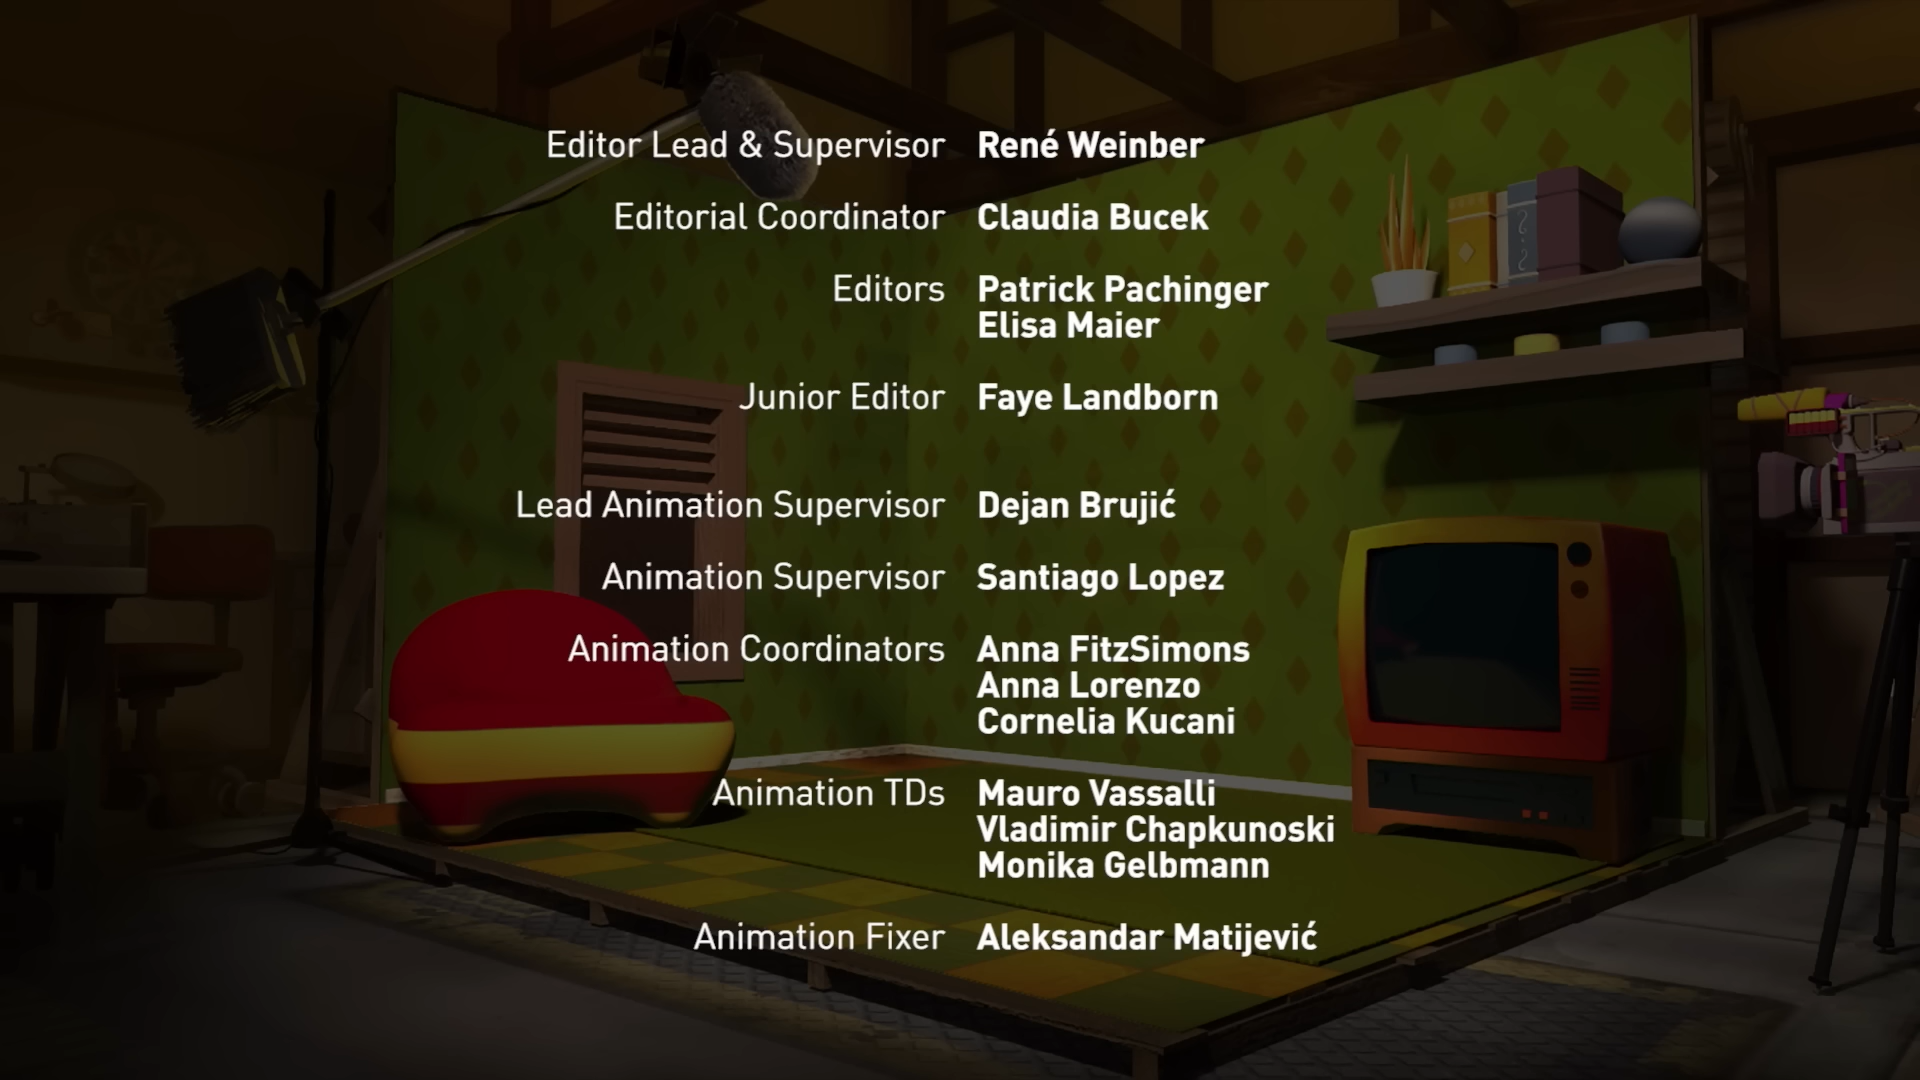 Editor Lead & Supervisor René Weinber
Editorial Coordinator Claudia Bucek
Editors Patrick Pachinger
Elisa Maier
Junior Editor Faye Landborn
Lead Animation Supervisor Dejan Brujić
Animation Supervisor Santiago Lopez
Animation Coordinators Anna FitzSimons
Anna Lorenzo
Cornelia Kucani
Animation TDs Mauro Vassalli
Vladimir Chapkunoski
Monika Gelbmann
Animation Fixer Aleksandar Matijević